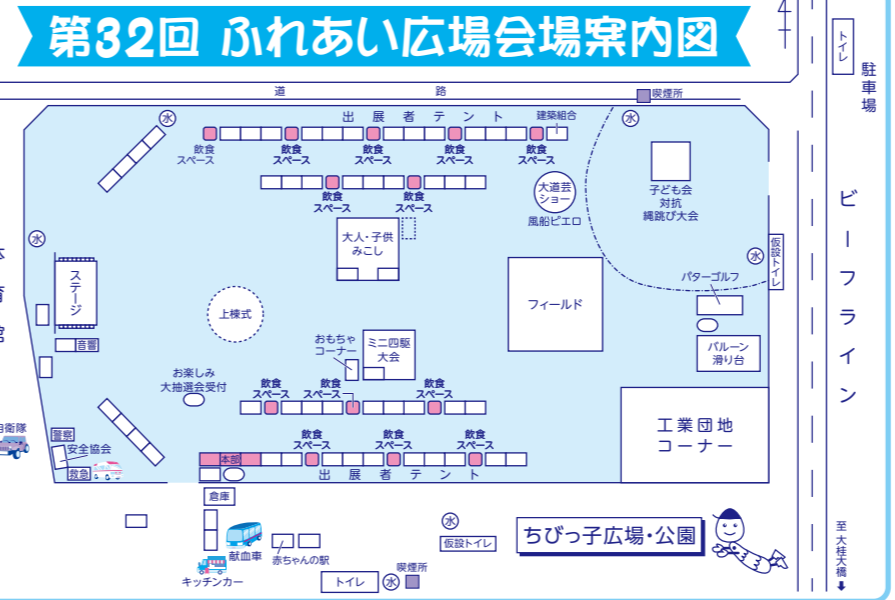 第32回 ふれあい広場会場案内図
トイレ
駐車場
道路
喫煙所
水
出展者テント
建築組合
水
飲食
スペース
飲食
スペース
飲食
スペース
飲食
スペース
飲食
スペース
飲食
スペース
飲食
スペース
大道芸
ショー
風船ピエロ
子ども会
対抗
縄跳び大会
ビーフライン
水
大人・子供
みこし
水
仮設トイレ
体育館
ステージ
音響
上棟式
フィールド
パターゴルフ
おもちゃ
コーナー
ミニ四駆
大会
バルーン
滑り台
お楽しみ
大抽選会受付
飲食
スペース
飲食
スペース
飲食
スペース
工業団地
コーナー
自衛隊
警察
安全協会
救急
本部
飲食
スペース
飲食
スペース
飲食
スペース
出展者テント
倉庫
献血車
赤ちゃんの駅
キッチンカー
水
仮設トイレ
ちびっ子広場・公園
トイレ
水
喫煙所
至 大桂大橋